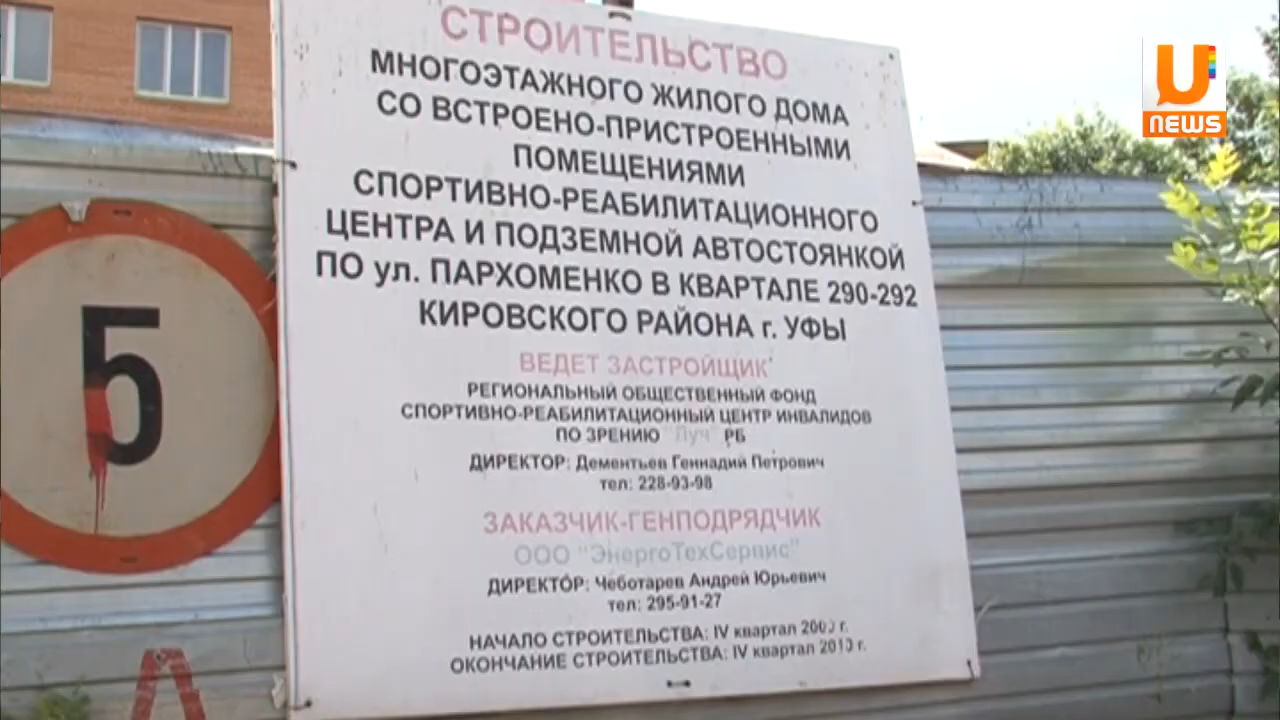 СТРОИТЕЛЬСТВО
МНОГОЭТАЖНОГО ЖИЛОГО ДОМА
СО ВСТРОЕНО-ПРИСТРОЕННЫМИ
ПОМЕЩЕНИЯМИ
СПОРТИВНО-РЕАБИЛИТАЦИОННОГО
ЦЕНТРА И ПОДЗЕМНОЙ АВТОСТОЯНКОЙ
ПО ул. ПАРХОМЕНКО В КВАРТАЛЕ 290-292
КИРОВСКОГО РАЙОНА г. УФЫ
ВЕДЕТ ЗАСТРОЙЩИК
РЕГИОНАЛЬНЫЙ ОБЩЕСТВЕННЫЙ ФОНД
СПОРТИВНО-РЕАБИЛИТАЦИОННЫЙ ЦЕНТР ИНВАЛИДОВ
ПО ЗРЕНИЮ "Луч" РБ
ДИРЕКТОР: Дементьев Геннадий Петрович
тел: 228-93-98
ЗАКАЗЧИК-ГЕНПОДРЯДЧИК
ООО "ЭнергоТехСервис"
ДИРЕКТОР: Чеботарев Андрей Юрьевич
тел: 295-91-27
НАЧАЛО СТРОИТЕЛЬСТВА: IV квартал г.
ОКОНЧАНИЕ СТРОИТЕЛЬСТВА: IV квартал 2010 г.
5
U
NEWS